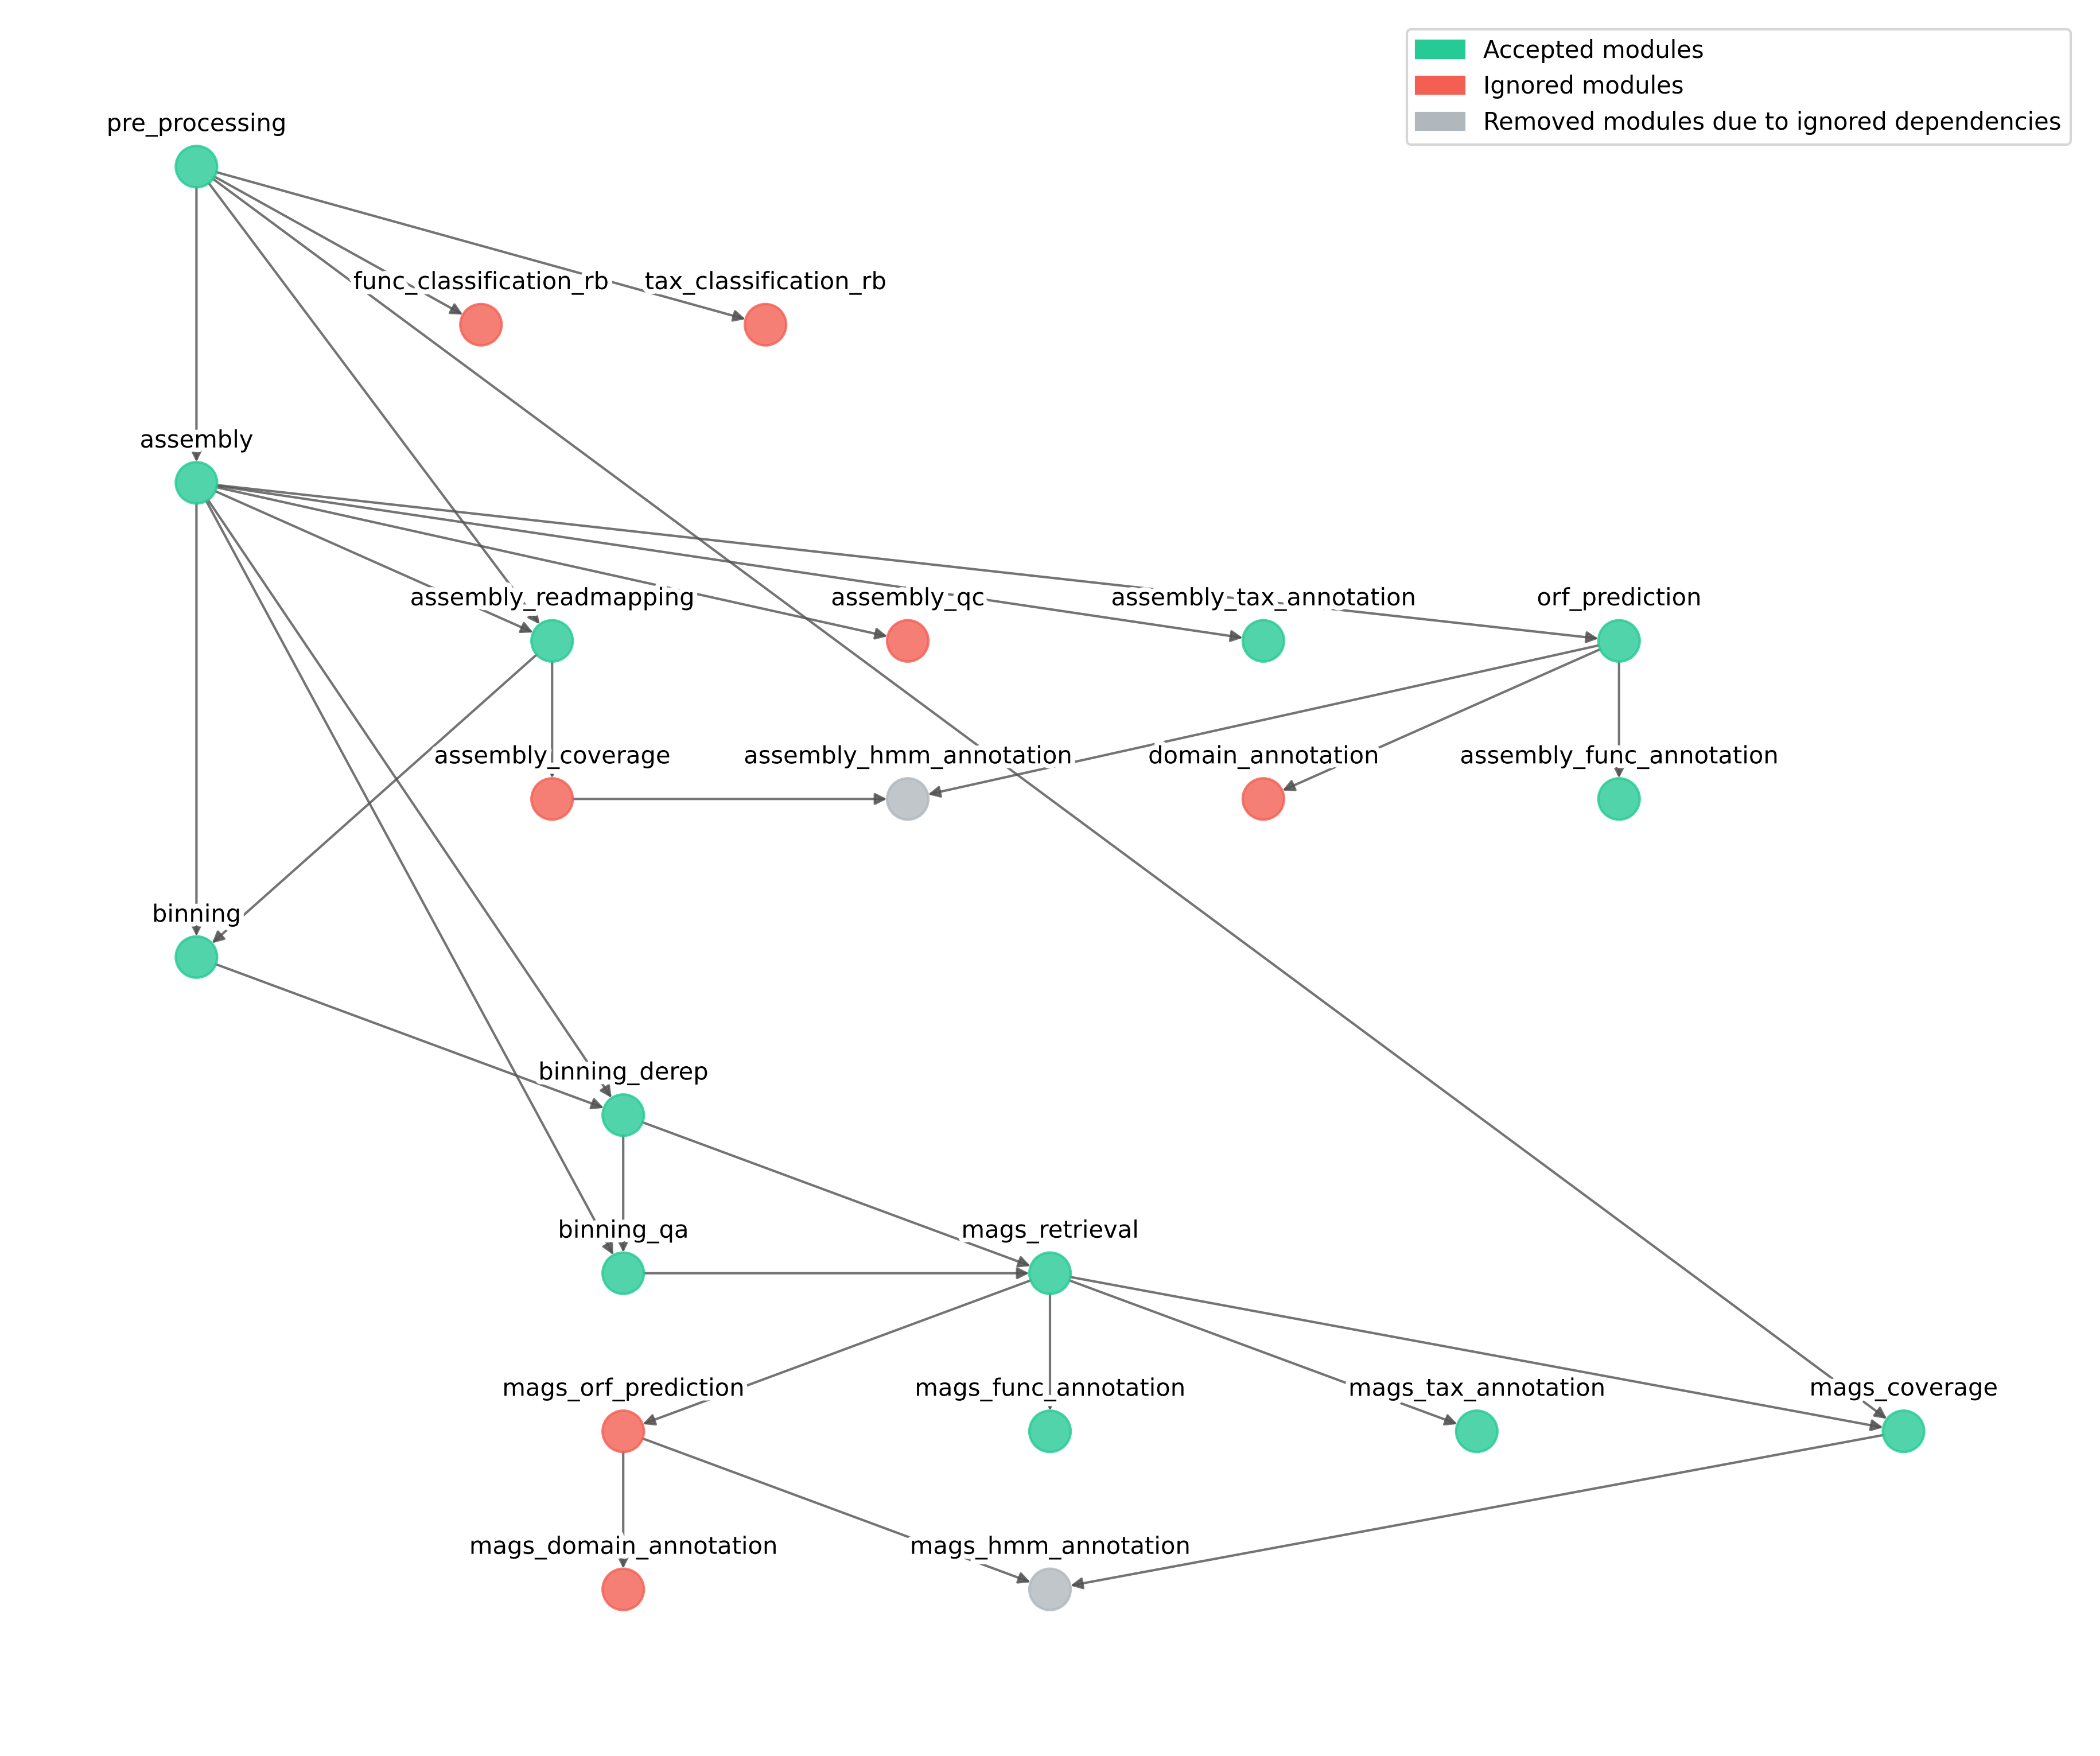 Accepted modules
Ignored modules
Removed modules due to ignored dependencies
pre_processing
func_classification_rb
tax_classification_rb
assembly
assembly_readmapping
assembly_qc
assembly_tax_annotation
orf_prediction
assembly_coverage
assembly_hmm_annotation
domain_annotation
assembly_func_annotation
binning
binning_derep
binning_qa
mags_retrieval
mags_orf_prediction
mags_func_annotation
mags_tax_annotation
mags_coverage
mags_domain_annotation
mags_hmm_annotation